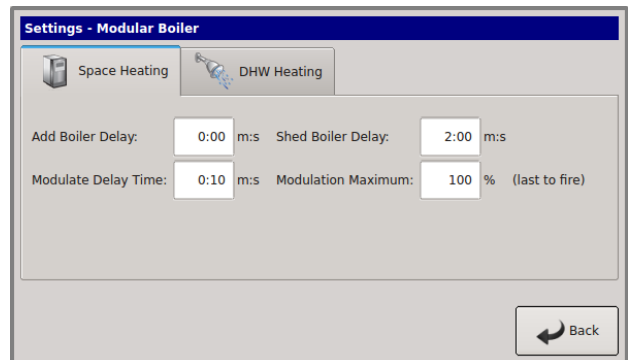 Settings - Modular Boiler
Space Heating DHW Heating
Add Boiler Delay: 0:00 m:s Shed Boiler Delay: 2:00 m:s
Modulate Delay Time: 0:10 m:s Modulation Maximum: 100 % (last to fire)
Back